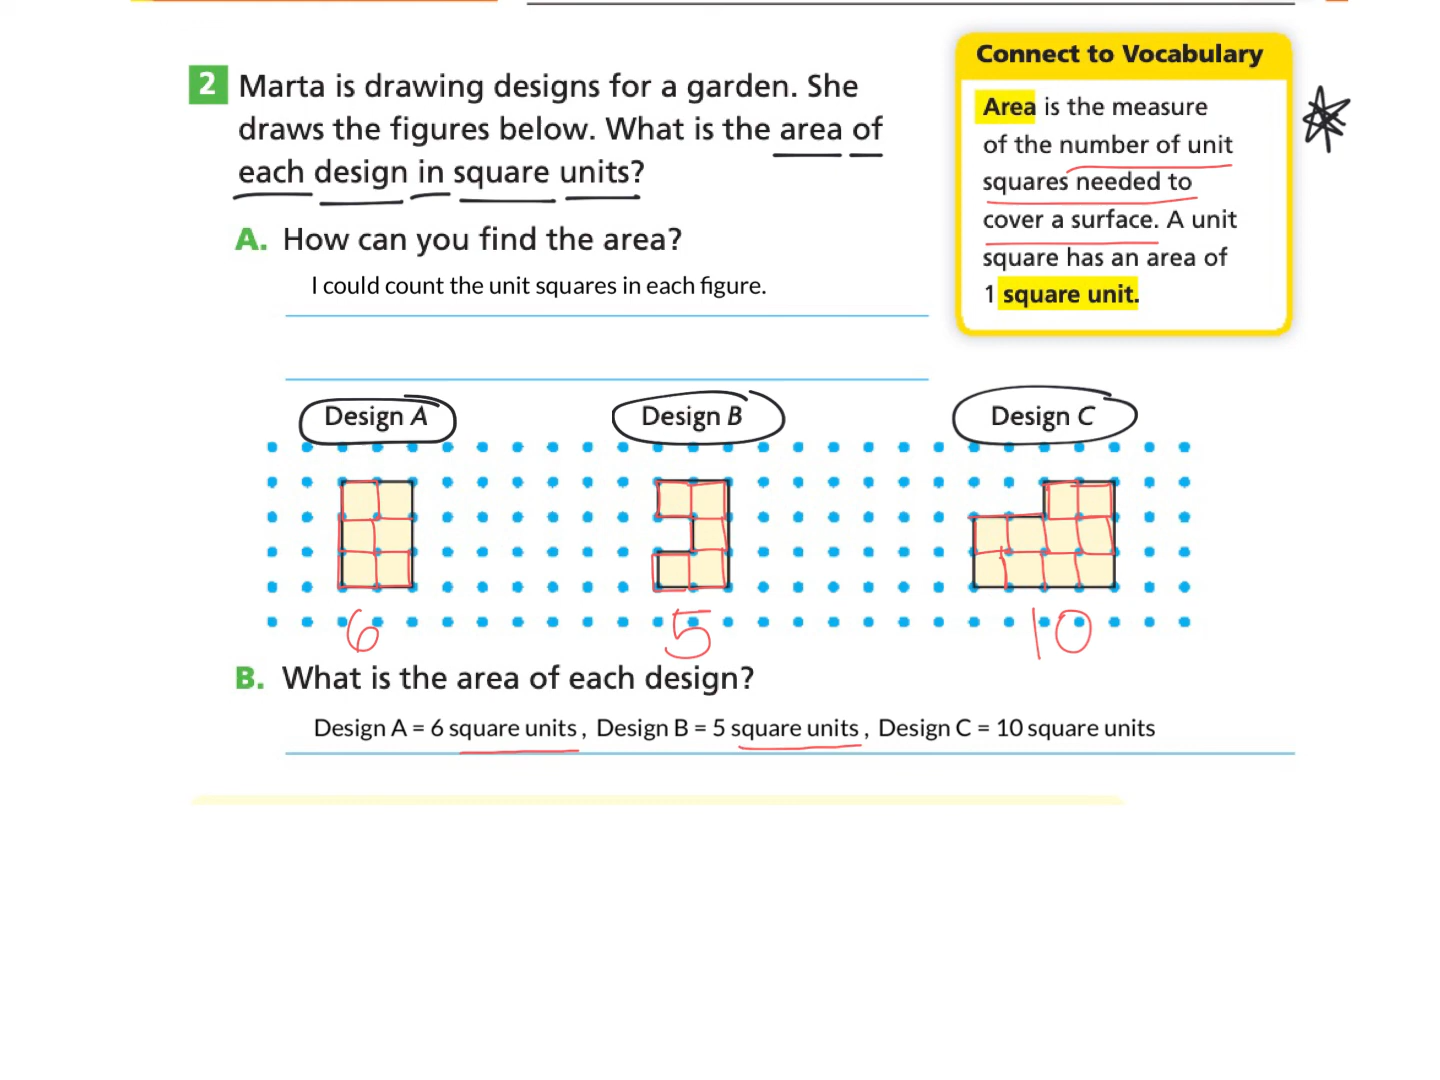 Connect to Vocabulary
2 Marta is drawing designs for a garden. She
draws the figures below. What is the area of
each design in square units?
Area is the measure
of the number of unit
squares needed to
cover a surface. A unit
square has an area of
1 square unit.
A. How can you find the area?
I could count the unit squares in each figure.
Design A
Design B
Design C
6
5
10
B. What is the area of each design?
Design A = 6 square units, Design B = 5 square units, Design C = 10 square units